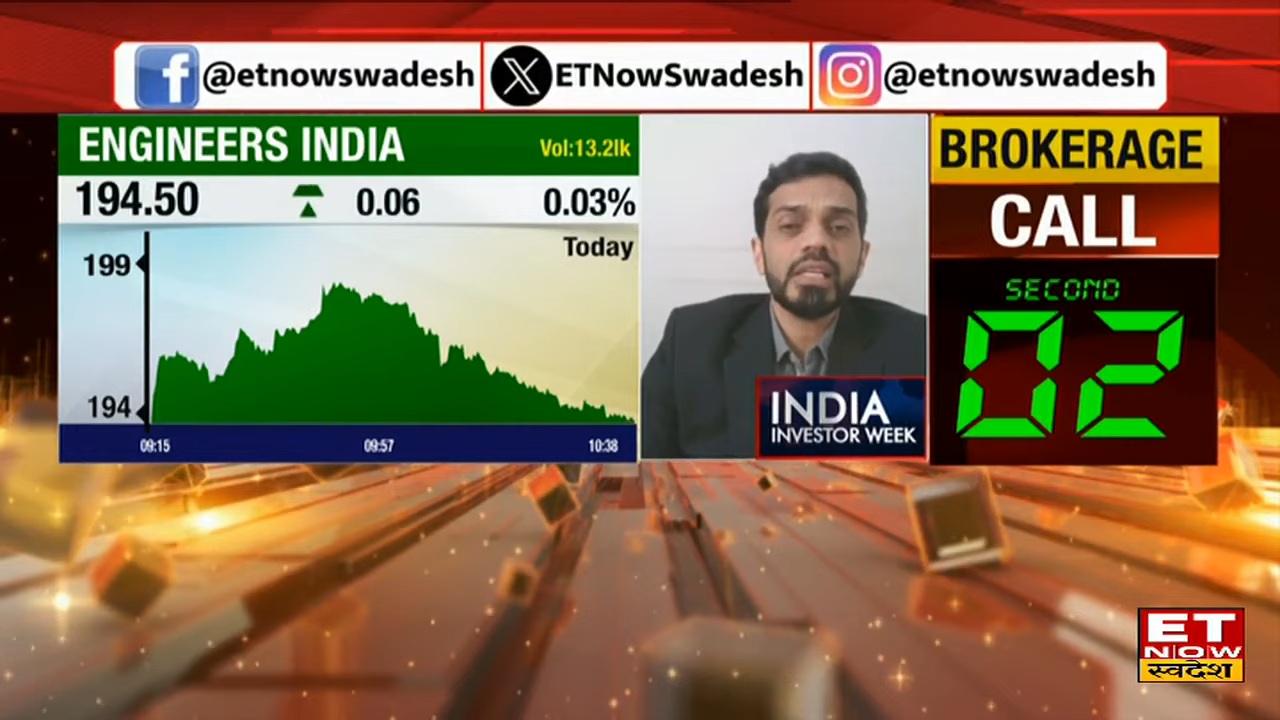 @etnowswadesh
ETNowSwadesh
@etnowswadesh
ENGINEERS INDIA
Vol:13.2lk
194.50 0.06 0.03%
Today
199
194
09:15 09:57 10:38
INDIA
INVESTOR WEEK
BROKERAGE
CALL
SECOND
02
ET
NOW
स्वदेश